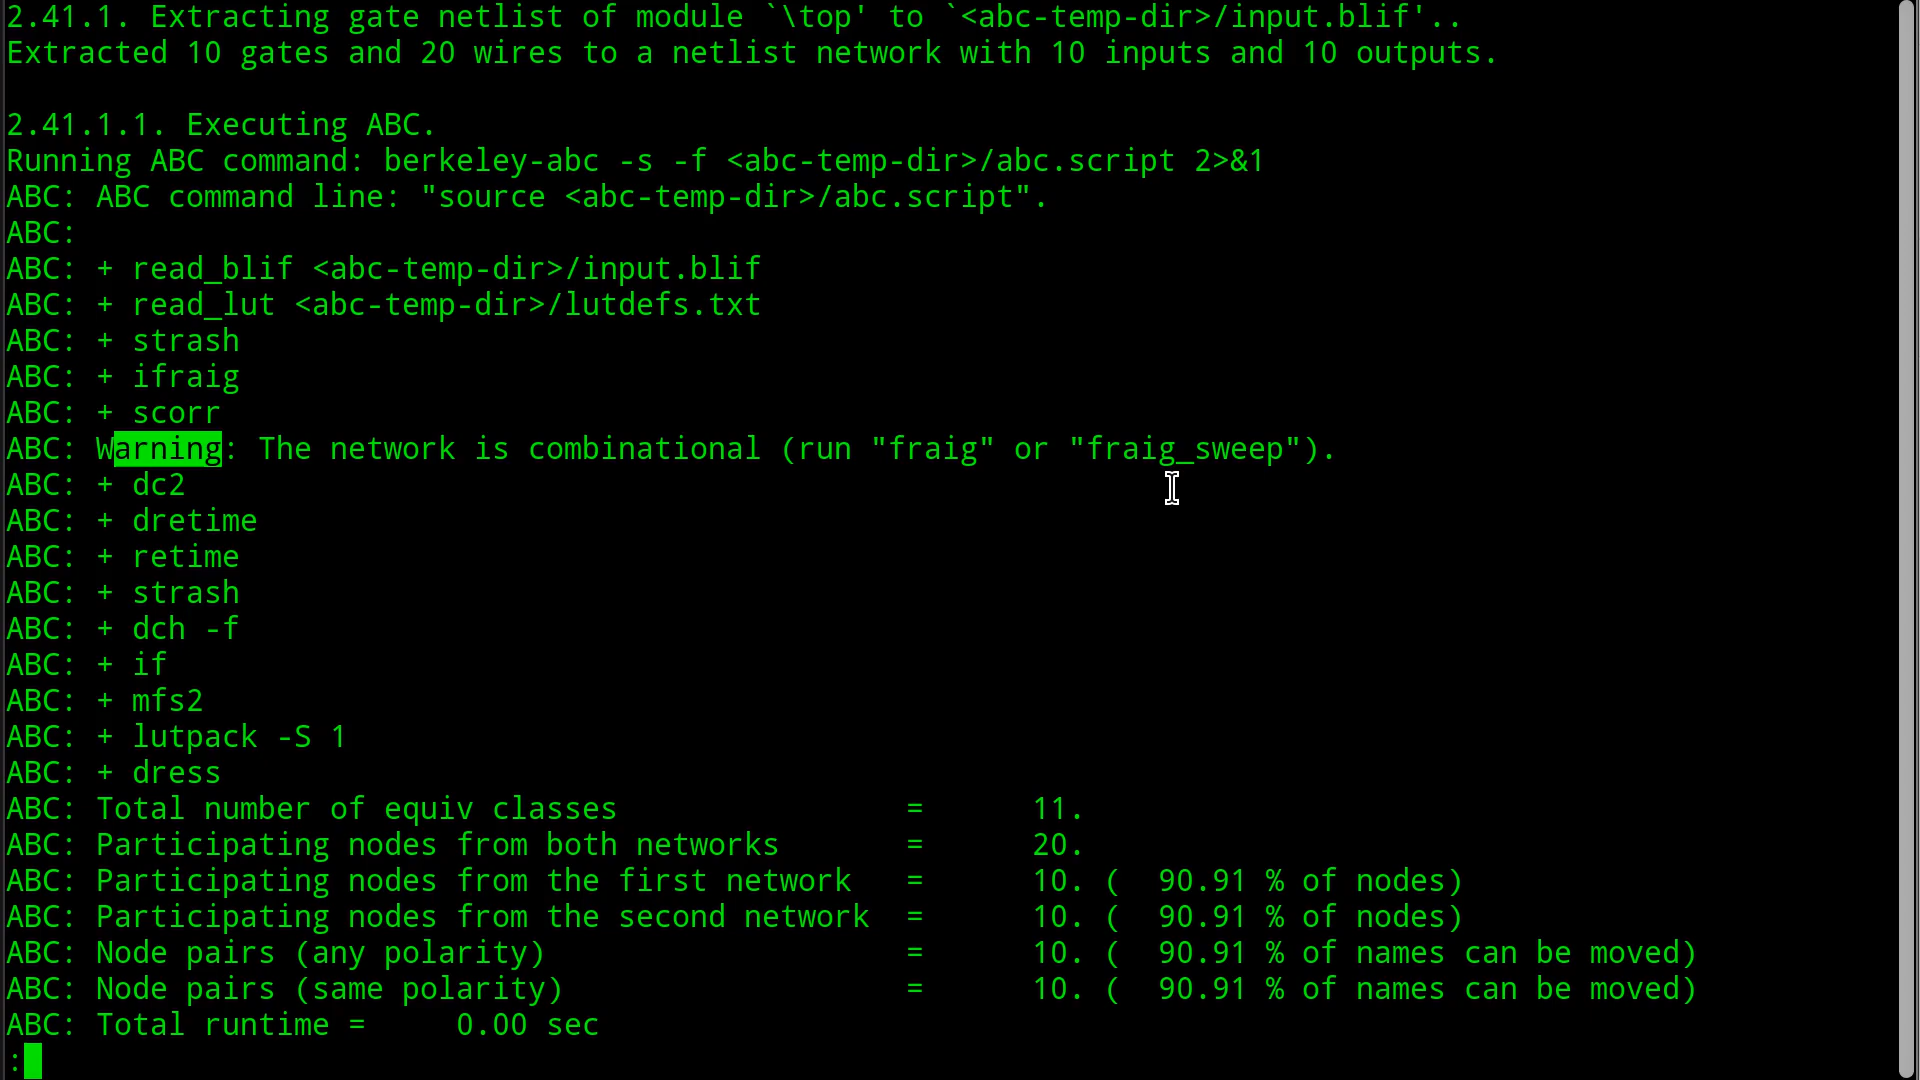 2.41.1. Extracting gate netlist of module `\top' to `<abc-temp-dir>/input.blif'..
Extracted 10 gates and 20 wires to a netlist network with 10 inputs and 10 outputs.
2.41.1.1. Executing ABC.
Running ABC command: berkeley-abc -s -f <abc-temp-dir>/abc.script 2>&1
ABC: ABC command line: "source <abc-temp-dir>/abc.script".
ABC:
ABC: + read_blif <abc-temp-dir>/input.blif
ABC: + read_lut <abc-temp-dir>/lutdefs.txt
ABC: + strash
ABC: + ifraig
ABC: + scorr
ABC: Warning: The network is combinational (run "fraig" or "fraig_sweep").
ABC: + dc2
ABC: + dretime
ABC: + retime
ABC: + strash
ABC: + dch -f
ABC: + if
ABC: + mfs2
ABC: + lutpack -S 1
ABC: + dress
ABC: Total number of equiv classes                =      11.
ABC: Participating nodes from both networks       =      20.
ABC: Participating nodes from the first network   =      10. (  90.91 % of nodes)
ABC: Participating nodes from the second network  =      10. (  90.91 % of nodes)
ABC: Node pairs (any polarity)                    =      10. (  90.91 % of names can be moved)
ABC: Node pairs (same polarity)                   =      10. (  90.91 % of names can be moved)
ABC: Total runtime =     0.00 sec
: